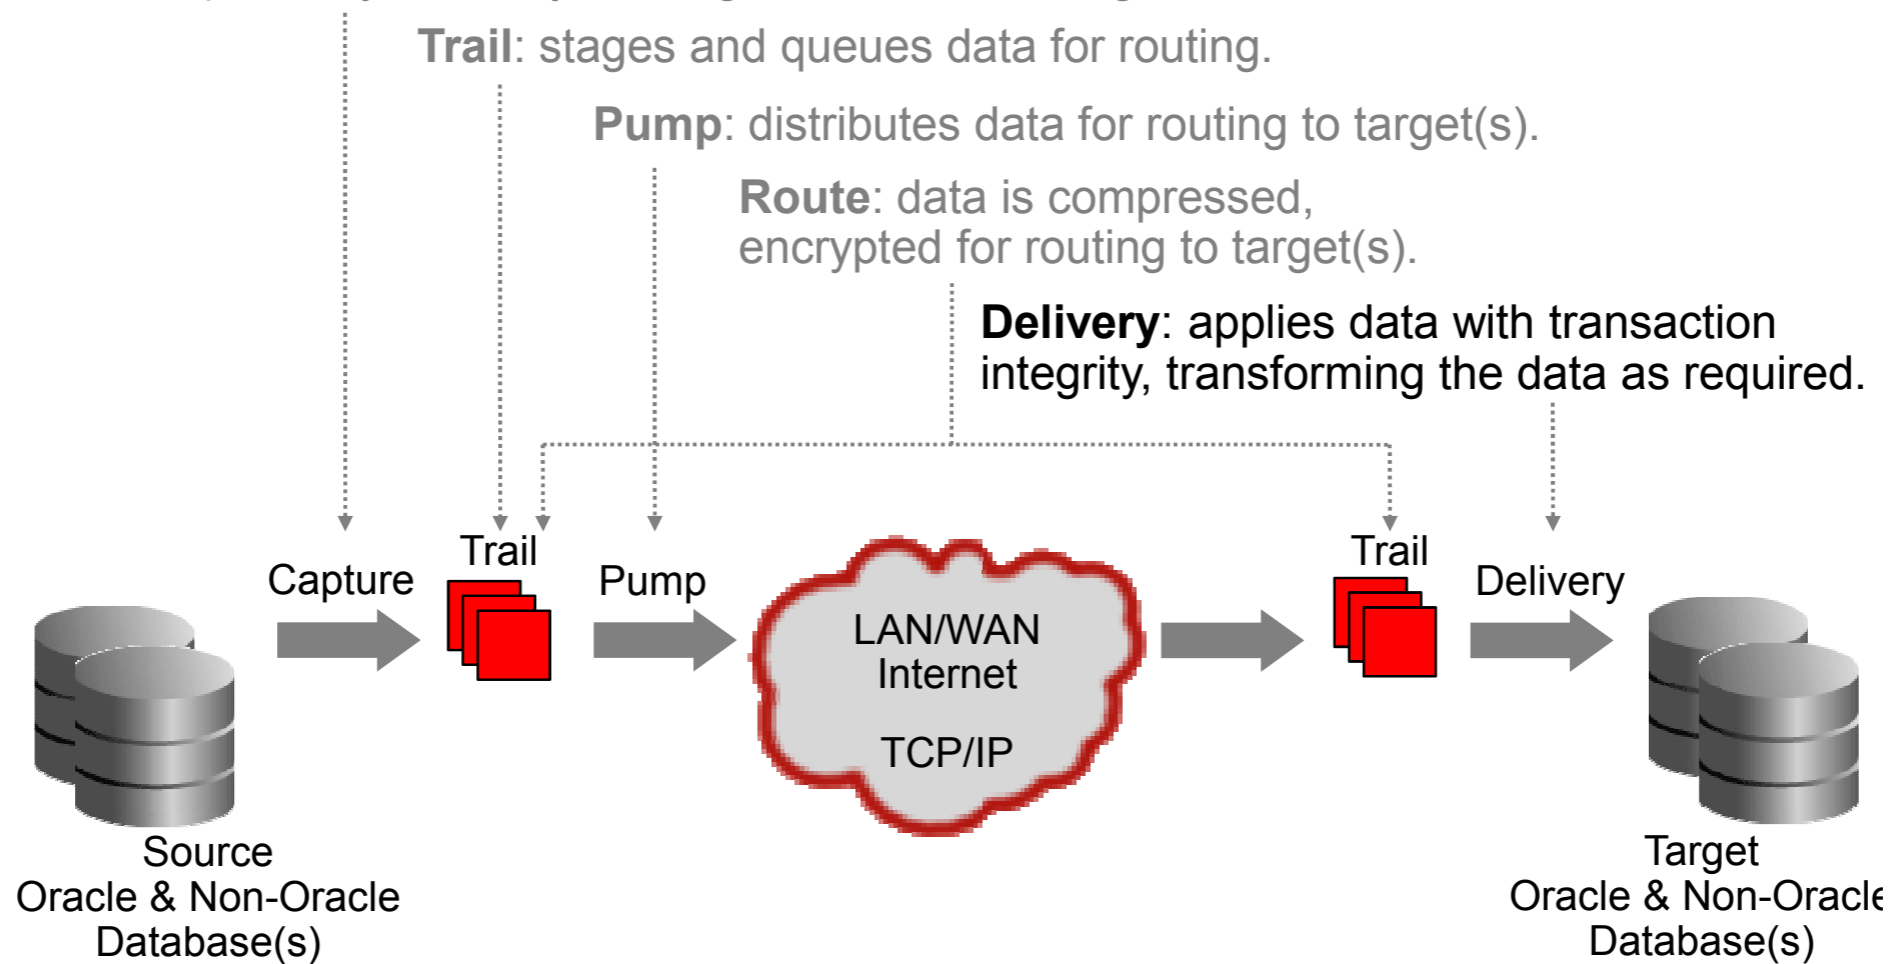 Trail: stages and queues data for routing.
Pump: distributes data for routing to target(s).
Route: data is compressed,
encrypted for routing to target(s).
Delivery: applies data with transaction
integrity, transforming the data as required.
Capture
Trail
Pump
LAN/WAN
Internet
TCP/IP
Trail
Delivery
Source
Oracle & Non-Oracle
Database(s)
Target
Oracle & Non-Oracle
Database(s)